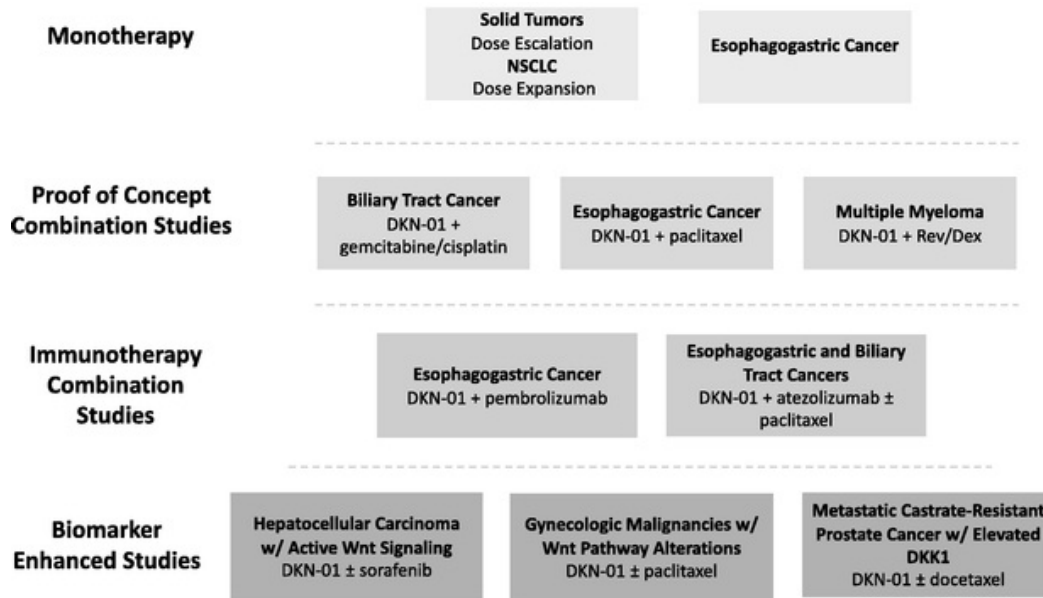 Monotherapy
Solid Tumors
Dose Escalation
NSCLC
Dose Expansion
Esophagogastric Cancer
Proof of Concept
Combination Studies
Biliary Tract Cancer
DKN-01 +
gemcitabine/cisplatin
Esophagogastric Cancer
DKN-01 + paclitaxel
Multiple Myeloma
DKN-01 + Rev/Dex
Immunotherapy
Combination
Studies
Esophagogastric Cancer
DKN-01 + pembrolizumab
Esophagogastric and Biliary
Tract Cancers
DKN-01 + atezolizumab ±
paclitaxel
Biomarker
Enhanced Studies
Hepatocellular Carcinoma
w/ Active Wnt Signaling
DKN-01 ± sorafenib
Gynecologic Malignancies w/
Wnt Pathway Alterations
DKN-01 ± paclitaxel
Metastatic Castrate-Resistant
Prostate Cancer w/ Elevated
DKK1
DKN-01 ± docetaxel